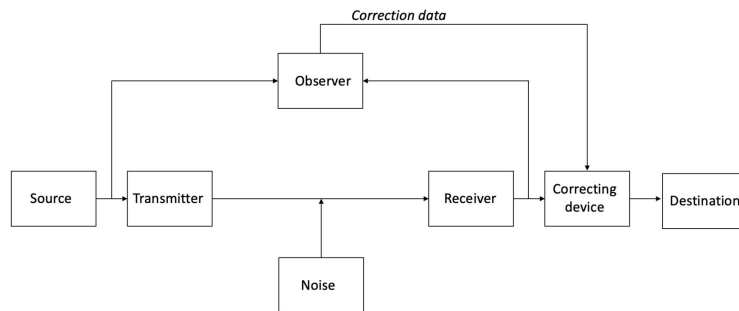 Correction data
Observer
Source
Transmitter
Receiver
Correcting
device
Destination
Noise